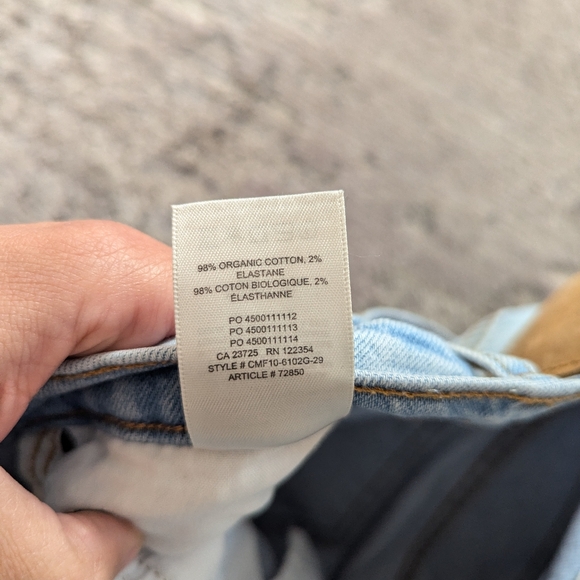 98% ORGANIC COTTON, 2%
ELASTANE
98% COTON BIOLOGIQUE, 2%
ÉLASTHANNE
PO 4500111112
PO 4500111113
PO 4500111114
CA 23725 RN 122354
STYLE # CMF10-6102G-29
ARTICLE # 72850